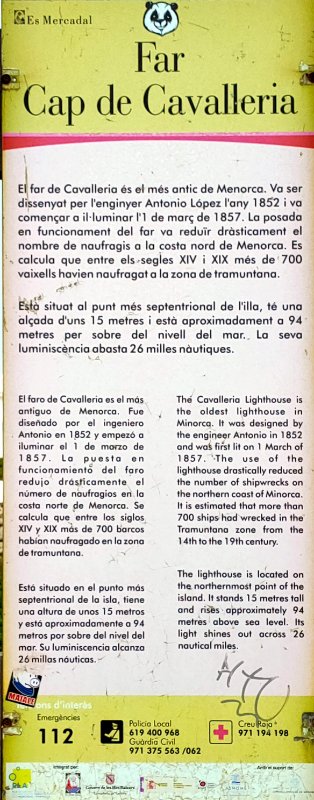 Es Mercadal
Far
Cap de Cavalleria
El far de Cavalleria és el més antic de Menorca. Va ser
dissenyat per l'enginyer Antonio López l'any 1852 i va
començar a il·luminar l'1 de març de 1857. La posada
en funcionament del far va reduïr dràsticament el
nombre de naufragis a la costa nord de Menorca. Es
calcula que entre els segles XIV i XIX més de 700
vaixells havien naufragat a la zona de tramuntana.
Està situat al punt més septentrional de l'illa, té una
alçada d'uns 15 metres i està aproximadament a 94
metres per sobre del nivell del mar. La seva
luminiscència abasta 26 milles nàutiques.
El faro de Cavalleria es el más
antiguo de Menorca. Fue
diseñado por el ingeniero
Antonio en 1852 y empezó a
iluminar el 1 de marzo de
1857. La puesta en
funcionamiento del faro
redujo drásticamente el
número de naufragios en la
costa norte de Menorca. Se
calcula que entre los siglos
XIV y XIX más de 700 barcos
habían naufragado en la zona
de tramuntana.
Está situado en el punto más
septentrional de la isla, tiene
una altura de unos 15 metros
y está aproximadamente a 94
metros por sobre del nivel del
mar. Su luminiscencia alcanza
26 millas náuticas.
The Cavalleria Lighthouse is
the oldest lighthouse in
Minorca. It was designed by
the engineer Antonio in 1852
and was first lit on 1 March of
1857. The use of the
lighthouse drastically reduced
the number of shipwrecks on
the northern coast of Minorca.
It is estimated that more than
700 ships had wrecked in the
Tramuntana zone from the
14th to the 19th century.
The lighthouse is located on
the northernmost point of the
island. It stands 15 metres tall
and rises approximately 94
metres above sea level. Its
light shines out across 26
nautical miles.
d'interès
Emergències
112
Policia Local
619 400 968
Guàrdia Civil
971 375 563 /062
Creu Roja
971 194 198
Integrat per:
Govern de les Illes Balears
Amb el suport de: